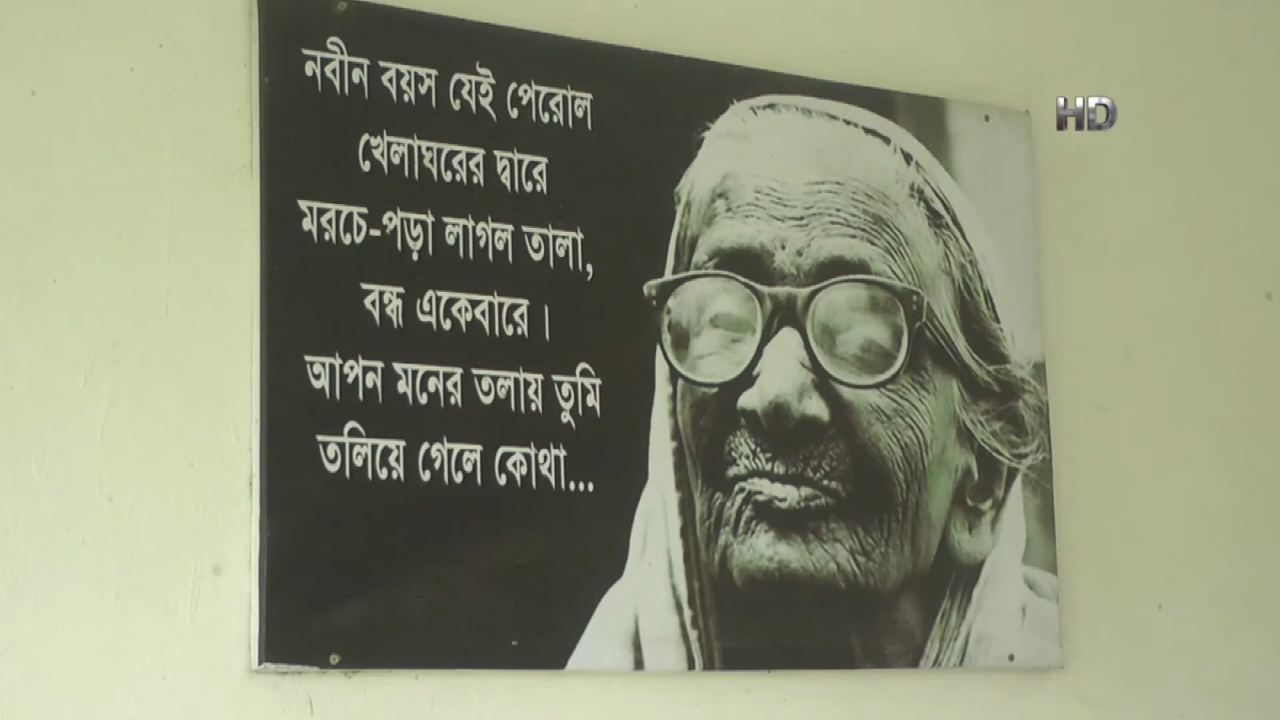 নবীন বয়স যেই পেরোল
খেলাঘরের দ্বারে
মরচে-পড়া লাগল তালা,
বন্ধ একেবারে।
আপন মনের তলায় তুমি
তলিয়ে গেলে কোথা...
HD